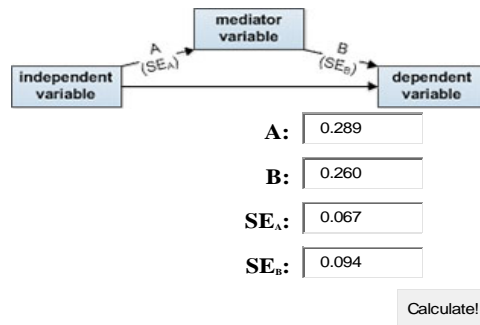 mediator
variable
A
(SEA)
B
(SEB)
independent
variable
dependent
variable
A: 0.289
B: 0.260
SEA: 0.067
SEB: 0.094
Calculate!